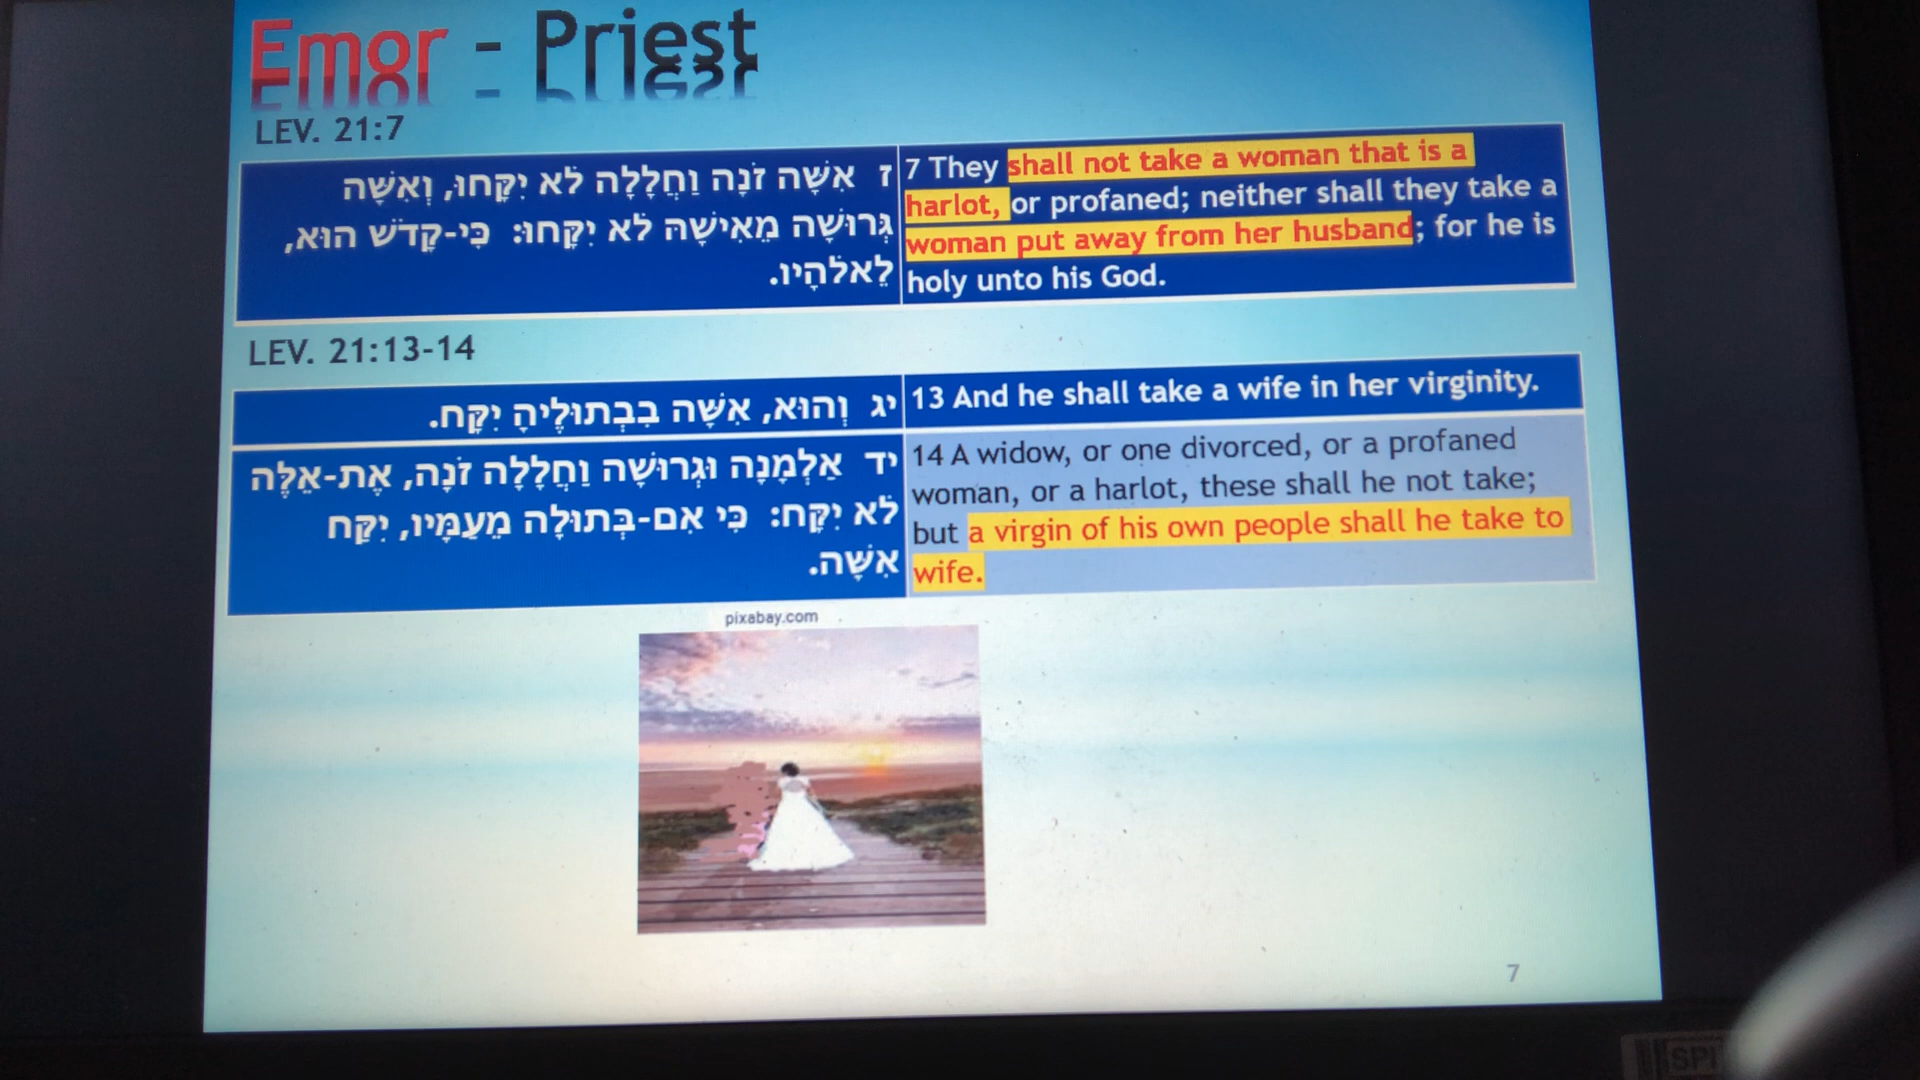 Emor - Priest
LEV. 21:7
ז אִשָּׁה זֹנָה וַחֲלָלָה לֹא יִקָּחוּ, וְאִשָּׁה
גְּרוּשָׁה מֵאִישָׁהּ לֹא יִקָּחוּ: כִּי-קָדֹשׁ הוּא,
לֵאלֹהָיו.
7 They shall not take a woman that is a
harlot, or profaned; neither shall they take a
woman put away from her husband; for he is
holy unto his God.
LEV. 21:13-14
יג וְהוּא, אִשָּׁה בִבְתוּלֶיהָ יִקָּח.
13 And he shall take a wife in her virginity.
יד אַלְמָנָה וּגְרוּשָׁה וַחֲלָלָה זֹנָה, אֶת-אֵלֶּה
לֹא יִקָּח: כִּי אִם-בְּתוּלָה מֵעַמָּיו, יִקַּח
אִשָּׁה.
14 A widow, or one divorced, or a profaned
woman, or a harlot, these shall he not take;
but a virgin of his own people shall he take to
wife.
pixabay.com
7